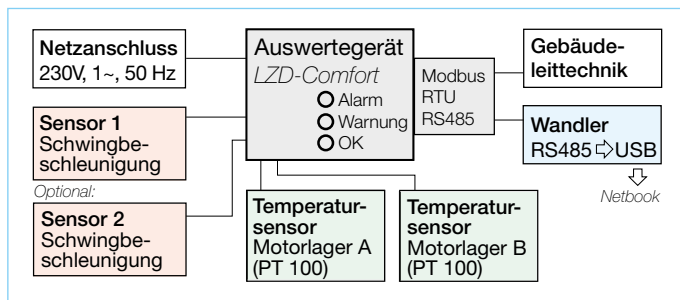 Netzanschluss
230V, 1~, 50 Hz
Sensor 1
Schwingbe-
schleunigung
Optional:
Sensor 2
Schwingbe-
schleunigung
Auswertegerät
LZD-Comfort
Alarm
Warnung
OK
Modbus
RTU
RS485
Gebäude-
leittechnik
Wandler
RS485 ⇨ USB
Netbook
Temperatur-
sensor
Motorlager A
(PT 100)
Temperatur-
sensor
Motorlager B
(PT 100)